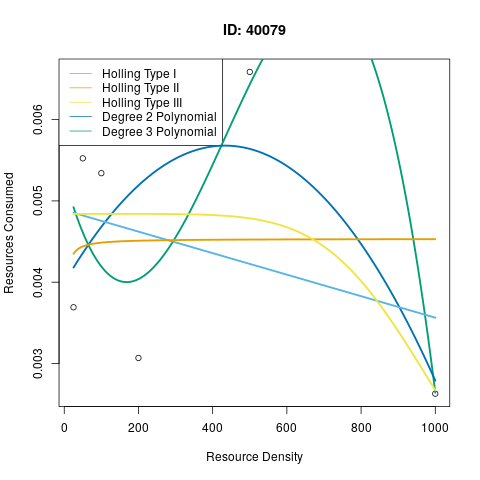 ID: 40079
Holling Type I
Holling Type II
Holling Type III
Degree 2 Polynomial
Degree 3 Polynomial
Resources Consumed
0.006
0.005
0.004
0.003
0 200 400 600 800 1000
Resource Density